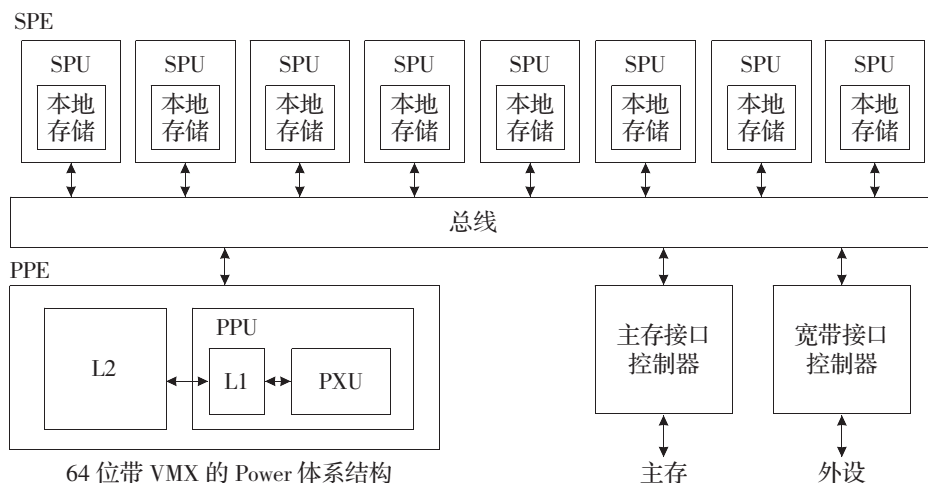 SPE
SPU SPU SPU SPU SPU SPU SPU SPU
本地 本地 本地 本地 本地 本地 本地 本地
存储 存储 存储 存储 存储 存储 存储 存储
总线
PPE
L2
PPU
L1
PXU
主存接口
控制器
宽带接口
控制器
64 位带 VMX 的 Power 体系结构
主存
外设